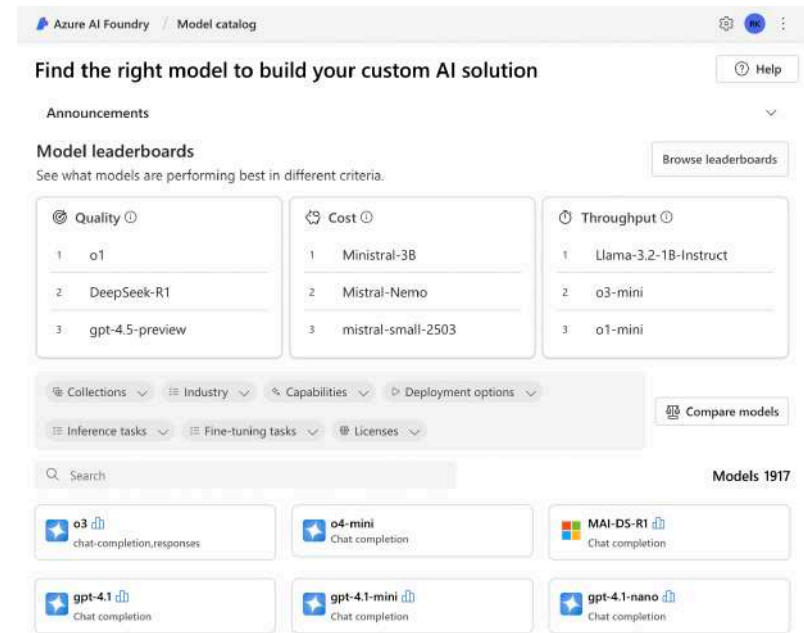 Azure AI Foundry / Model catalog
RK
Find the right model to build your custom AI solution
Help
Announcements
Model leaderboards
See what models are performing best in different criteria.
Browse leaderboards
Quality
1 o1
2 DeepSeek-R1
3 gpt-4.5-preview
Cost
1 Ministral-3B
2 Mistral-Nemo
3 mistral-small-2503
Throughput
1 Llama-3.2-1B-Instruct
2 o3-mini
3 o1-mini
Collections Industry Capabilities Deployment options
Inference tasks Fine-tuning tasks Licenses
Compare models
Search
Models 1917
o3
chat-completion,responses
o4-mini
Chat completion
MAI-DS-R1
Chat completion
gpt-4.1
Chat completion
gpt-4.1-mini
Chat completion
gpt-4.1-nano
Chat completion